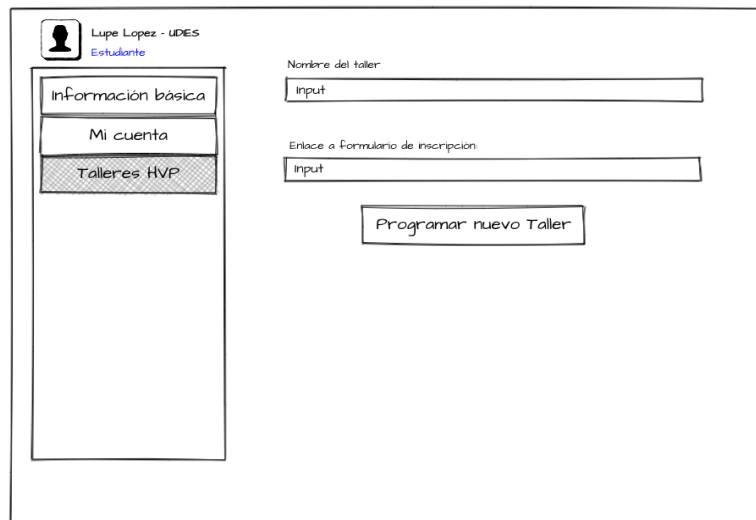 Lupe Lopez - UDIES
Estudiante
Información básica
Mi cuenta
Talleres HVP
Nombre del taller
Input
Enlace a formulario de inscripción:
Input
Programar nuevo Taller